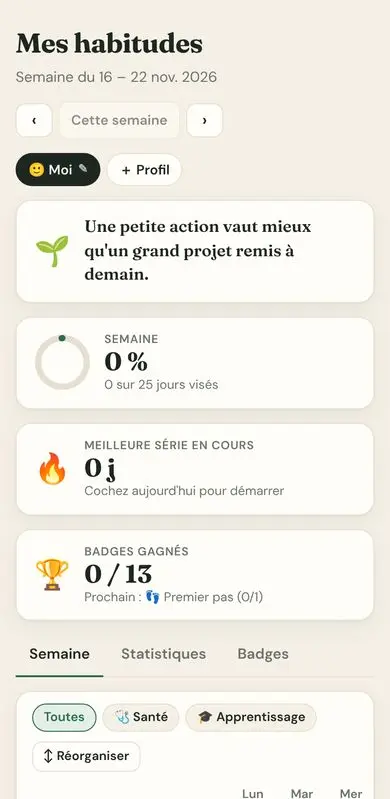 Mes habitudes
Semaine du 16 – 22 nov. 2026
‹ Cette semaine ›
🙂 Moi ✎ + Profil
Une petite action vaut mieux
qu'un grand projet remis à
demain.
SEMAINE
0 %
0 sur 25 jours visés
MEILLEURE SÉRIE EN COURS
0 j
Cochez aujourd'hui pour démarrer
BADGES GAGNÉS
0 / 13
Prochain : 👣 Premier pas (0/1)
Semaine Statistiques Badges
Toutes 🩺 Santé 🎓 Apprentissage
↕ Réorganiser
Lun Mar Mer